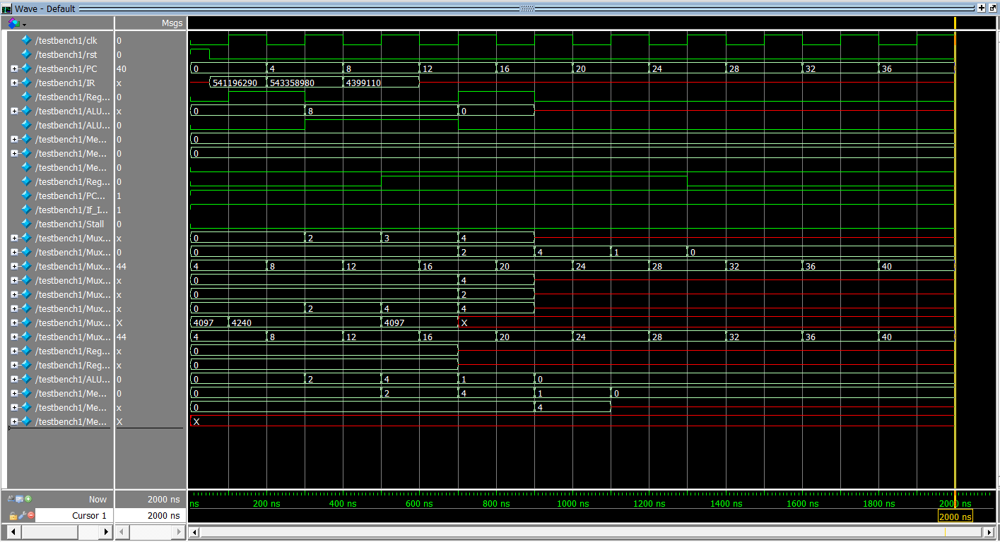 Wave - Default
Msgs
/testbench1/clk 0
/testbench1/rst 0
/testbench1/PC 40 0 4 8 12 16 20 24 28 32 36
/testbench1/IR x 541196290 543358980 4399110
/testbench1/Reg... 0
/testbench1/ALU... x 0 8 0
/testbench1/ALU... 0
/testbench1/Me... 0 0
/testbench1/Me... 0 0
/testbench1/Me... 0
/testbench1/Reg... 0
/testbench1/PC... 1
/testbench1/If_I... 1
/testbench1/Stall 0
/testbench1/Mux... x 0 2 3 4
/testbench1/Mux... 0 0 2 4 1 0
/testbench1/Mux... 44 4 8 12 16 20 24 28 32 36 40
/testbench1/Mux... x 0 4
/testbench1/Mux... x 0 2
/testbench1/Mux... x 0 2 4 4
/testbench1/Mux... X 4097 4240 4097 X
/testbench1/Mux... 44 4 8 12 16 20 24 28 32 36 40
/testbench1/Reg... x 0
/testbench1/Reg... x 0
/testbench1/ALU... 0 0 2 4 1 0
/testbench1/Me... 0 0 2 4 1 0
/testbench1/Me... x 0 4
/testbench1/Me... X X
Now 2000 ns ns 200 ns 400 ns 600 ns 800 ns 1000 ns 1200 ns 1400 ns 1600 ns 1800 ns 2000 ns
Cursor 1 2000 ns 2000 ns